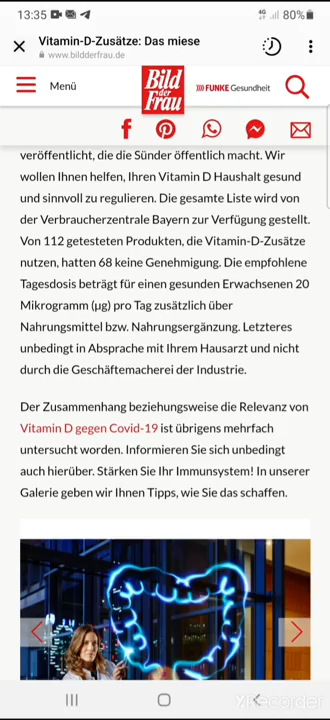 13:35
4G
80%
Vitamin-D-Zusätze: Das miese
www.bildderfrau.de
Menü
Bild der Frau
FUNKE Gesundheit
veröffentlicht, die die Sünder öffentlich macht. Wir
wollen Ihnen helfen, Ihren Vitamin D Haushalt gesund
und sinnvoll zu regulieren. Die gesamte Liste wird von
der Verbraucherzentrale Bayern zur Verfügung gestellt.
Von 112 getesteten Produkten, die Vitamin-D-Zusätze
nutzen, hatten 68 keine Genehmigung. Die empfohlene
Tagesdosis beträgt für einen gesunden Erwachsenen 20
Mikrogramm (µg) pro Tag zusätzlich über
Nahrungsmittel bzw. Nahrungsergänzung. Letzteres
unbedingt in Absprache mit Ihrem Hausarzt und nicht
durch die Geschäftemacherei der Industrie.
Der Zusammenhang beziehungsweise die Relevanz von
Vitamin D gegen Covid-19 ist übrigens mehrfach
untersucht worden. Informieren Sie sich unbedingt
auch hierüber. Stärken Sie Ihr Immunsystem! In unserer
Galerie geben wir Ihnen Tipps, wie Sie das schaffen.
XRecorder